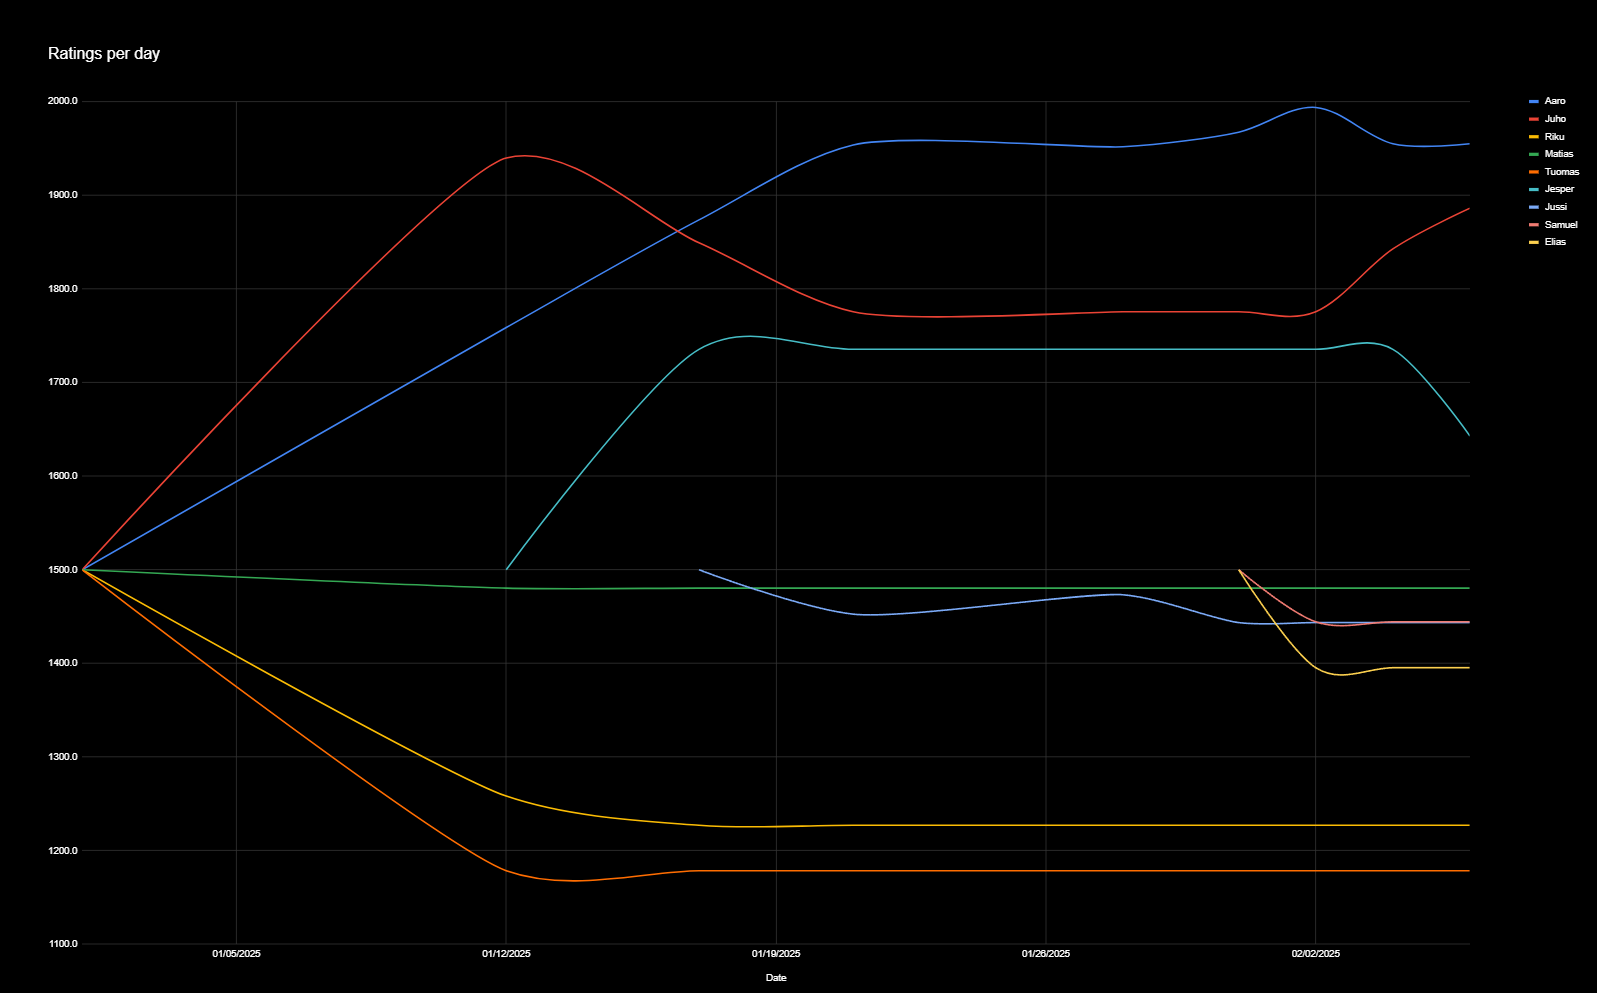 Ratings per day
2000.0
1900.0
1800.0
1700.0
1600.0
1500.0
1400.0
1300.0
1200.0
1100.0
01/05/2025
01/12/2025
01/19/2025
01/26/2025
02/02/2025
Date
Aaro
Juho
Riku
Matias
Tuomas
Jesper
Jussi
Samuel
Elias